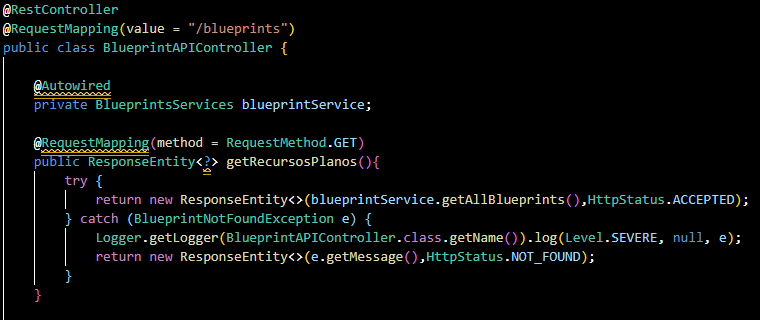 @RestController
@RequestMapping(value = "/blueprints")
public class BlueprintAPIController {
@Autowired
private BlueprintsServices blueprintService;
@RequestMapping(method = RequestMethod.GET)
public ResponseEntity<?> getRecursosPlanos(){
try {
return new ResponseEntity<>(blueprintService.getAllBlueprints(),HttpStatus.ACCEPTED);
} catch (BlueprintNotFoundException e) {
Logger.getLogger(BlueprintAPIController.class.getName()).log(Level.SEVERE, null, e);
return new ResponseEntity<>(e.getMessage(),HttpStatus.NOT_FOUND);
}
}